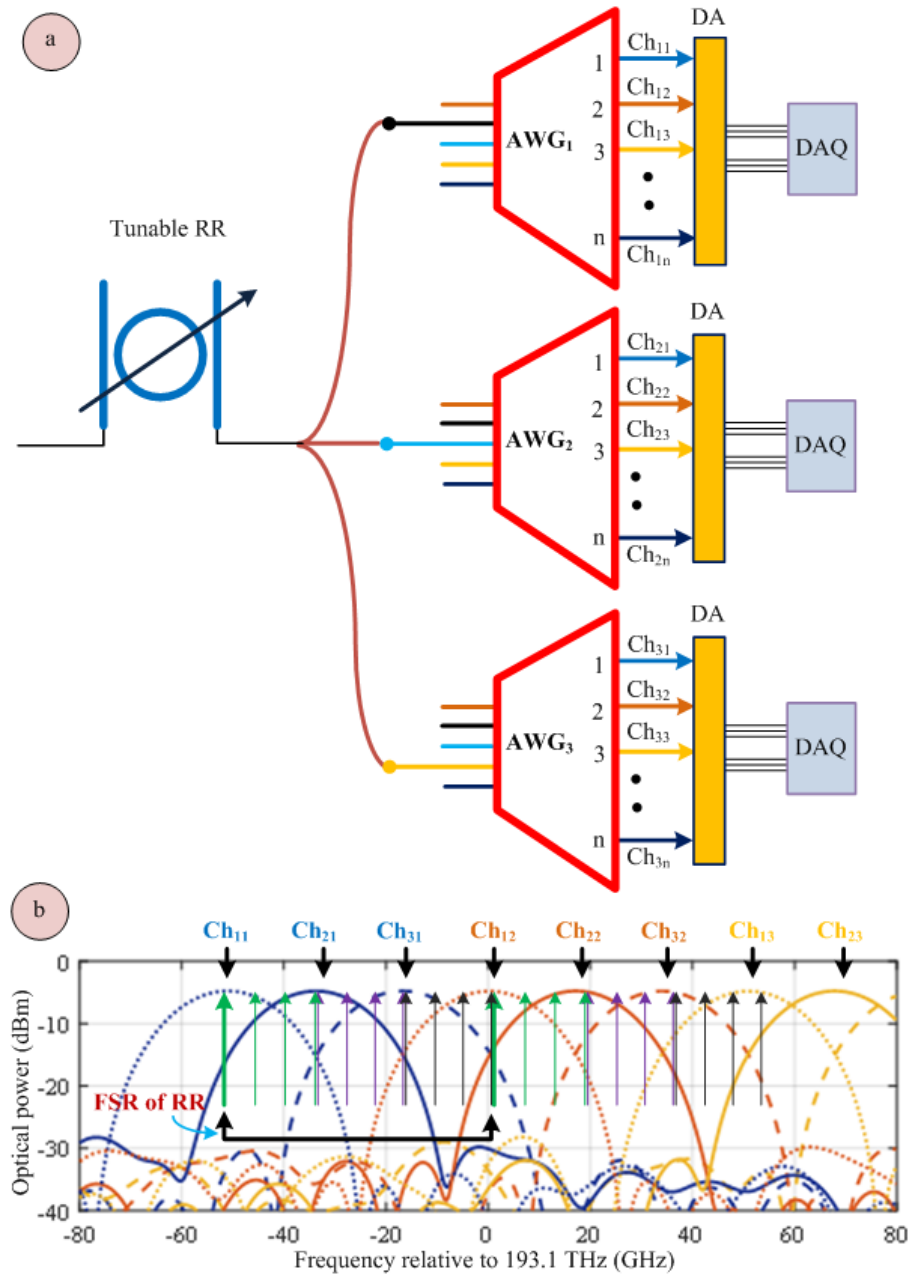 a
DA
Ch11
1
Ch12
2
AWG1
Ch13
3
DAQ
n
Ch1n
Tunable RR
DA
Ch21
1
Ch22
2
AWG2
Ch23
3
DAQ
n
Ch2n
DA
Ch31
1
Ch32
2
AWG3
Ch33
3
DAQ
n
Ch3n
b
Ch11 Ch21 Ch31 Ch12 Ch22 Ch32 Ch13 Ch23
Optical power (dBm)
0
-10
-20
-30
-40
FSR of RR
-80 -60 -40 -20 0 20 40 60 80
Frequency relative to 193.1 THz (GHz)